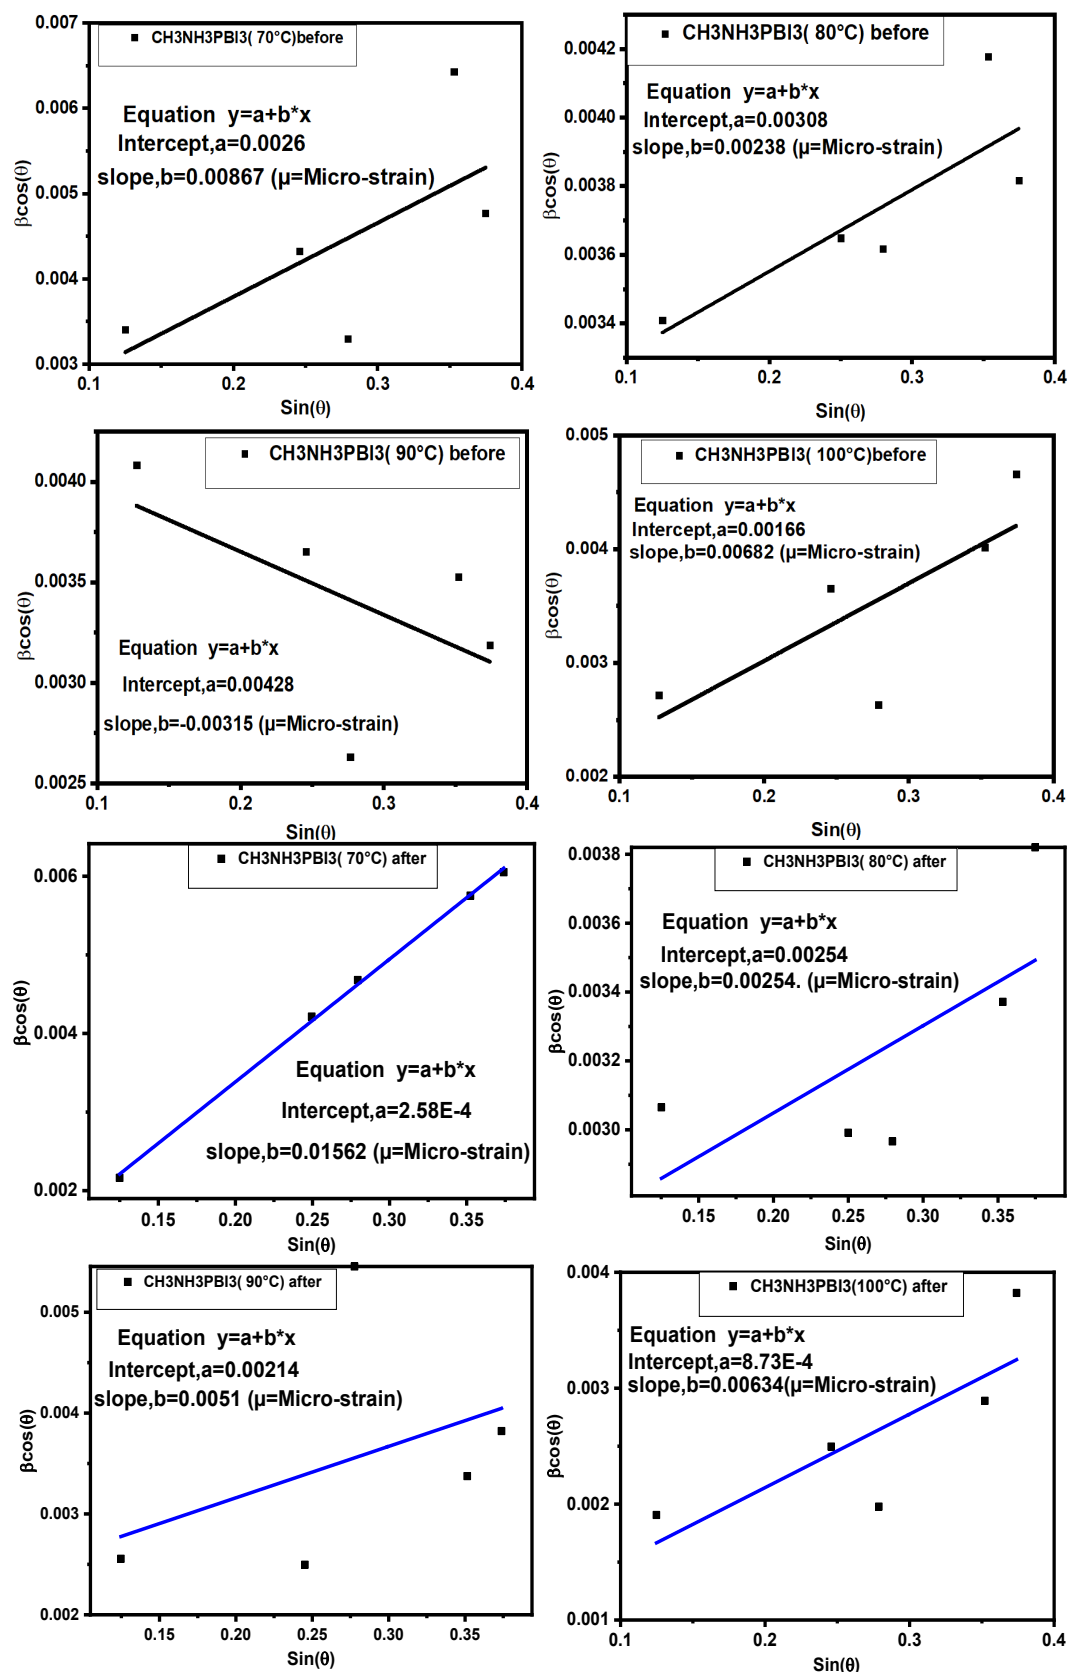 CH3NH3PBI3( 70°C)before
Equation y=a+b*x
Intercept,a=0.0026
slope,b=0.00867 (μ=Micro-strain)
βcos(θ)
0.007
0.006
0.005
0.004
0.003
0.1
0.2
0.3
0.4
Sin(θ)
CH3NH3PBI3( 80°C) before
Equation y=a+b*x
Intercept,a=0.00308
slope,b=0.00238 (μ=Micro-strain)
βcos(θ)
0.0042
0.0040
0.0038
0.0036
0.0034
0.1
0.2
0.3
0.4
Sin(θ)
CH3NH3PBI3( 90°C) before
Equation y=a+b*x
Intercept,a=0.00428
slope,b=-0.00315 (μ=Micro-strain)
βcos(θ)
0.0040
0.0035
0.0030
0.0025
0.1
0.2
0.3
0.4
Sin(θ)
CH3NH3PBI3( 100°C)before
Equation y=a+b*x
Intercept,a=0.00166
slope,b=0.00682 (μ=Micro-strain)
βcos(θ)
0.005
0.004
0.003
0.002
0.1
0.2
0.3
0.4
Sin(θ)
CH3NH3PBI3( 70°C) after
Equation y=a+b*x
Intercept,a=2.58E-4
slope,b=0.01562 (μ=Micro-strain)
βcos(θ)
0.006
0.004
0.002
0.15
0.20
0.25
0.30
0.35
Sin(θ)
CH3NH3PBI3( 80°C) after
Equation y=a+b*x
Intercept,a=0.00254
slope,b=0.00254. (μ=Micro-strain)
βcos(θ)
0.0038
0.0036
0.0034
0.0032
0.0030
0.15
0.20
0.25
0.30
0.35
Sin(θ)
CH3NH3PBI3( 90°C) after
Equation y=a+b*x
Intercept,a=0.00214
slope,b=0.0051 (μ=Micro-strain)
βcos(θ)
0.005
0.004
0.003
0.002
0.15
0.20
0.25
0.30
0.35
Sin(θ)
CH3NH3PBI3(100°C) after
Equation y=a+b*x
Intercept,a=8.73E-4
slope,b=0.00634(μ=Micro-strain)
βcos(θ)
0.004
0.003
0.002
0.001
0.1
0.2
0.3
0.4
Sin(θ)